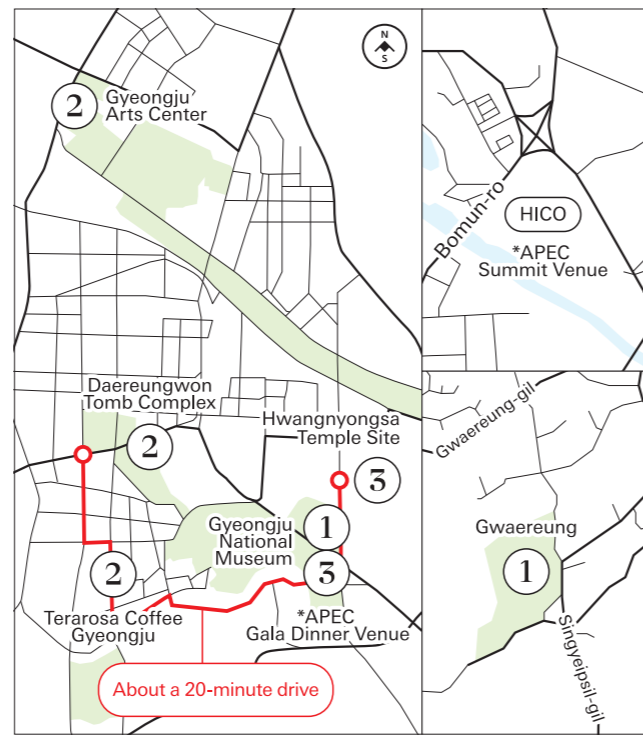 N
S
2
Gyeongju
Arts Center
Daereungwon
Tomb Complex
2
Hwangnyongsa
Temple Site
3
Gyeongju
National
Museum
1
3
2
Terarosa Coffee
Gyeongju
*APEC
Gala Dinner Venue
About a 20-minute drive
Bomun-ro
HICO
*APEC
Summit Venue
Gwaereung-gil
Gwaereung
1
Singyeipsil-gil